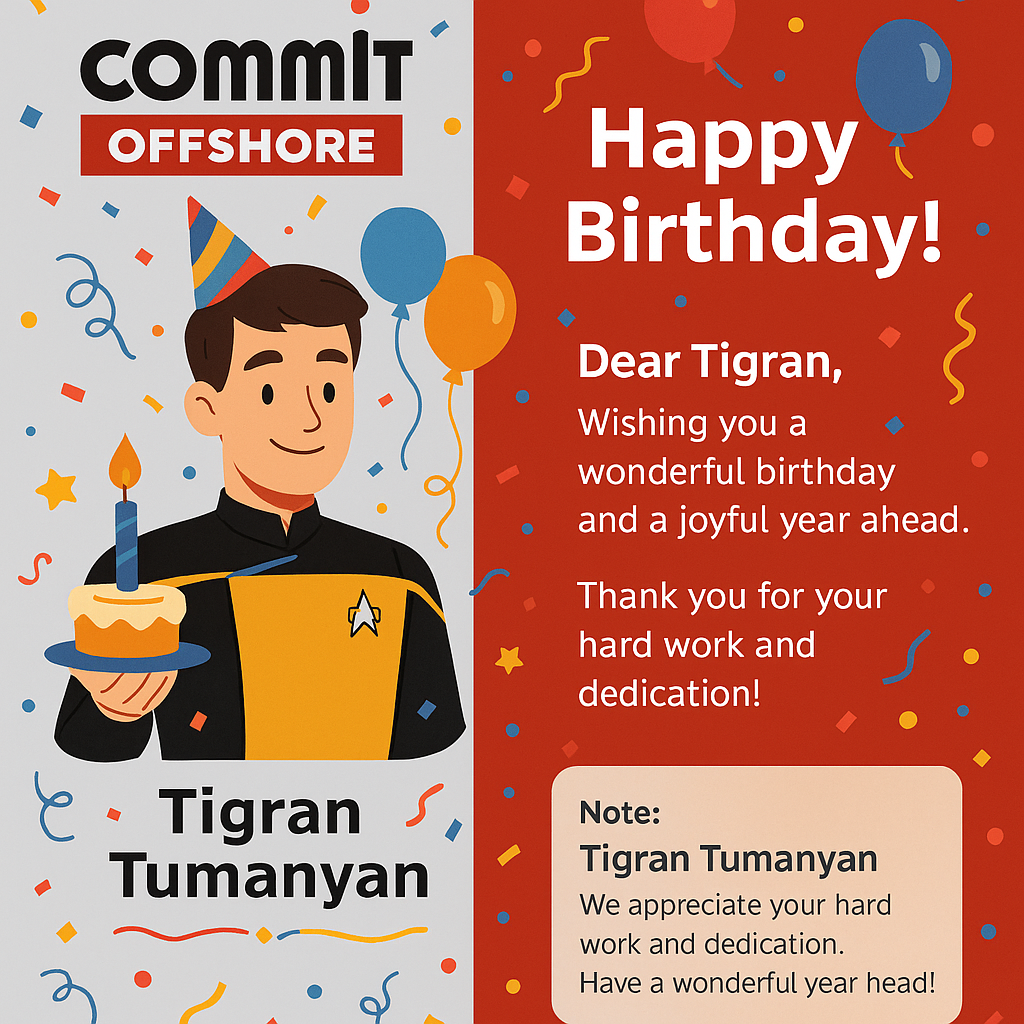 COMMIT
OFFSHORE
Tigran
Tumanyan
Happy
Birthday!
Dear Tigran,
Wishing you a
wonderful birthday
and a joyful year ahead.
Thank you for your
hard work and
dedication!
Note:
Tigran Tumanyan
We appreciate your hard
work and dedication.
Have a wonderful year head!